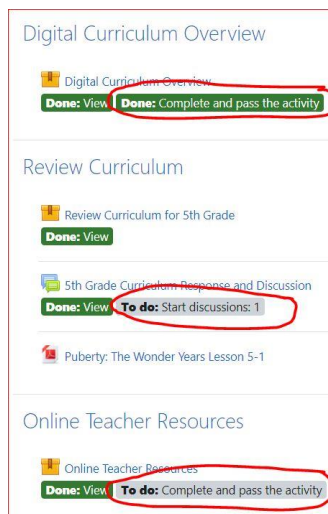 Digital Curriculum Overview
Digital Curriculum Overview
Done: View Done: Complete and pass the activity
Review Curriculum
Review Curriculum for 5th Grade
Done: View
5th Grade Curriculum Response and Discussion
Done: View To do: Start discussions: 1
Puberty: The Wonder Years Lesson 5-1
Online Teacher Resources
Online Teacher Resources
Done: View To do: Complete and pass the activity